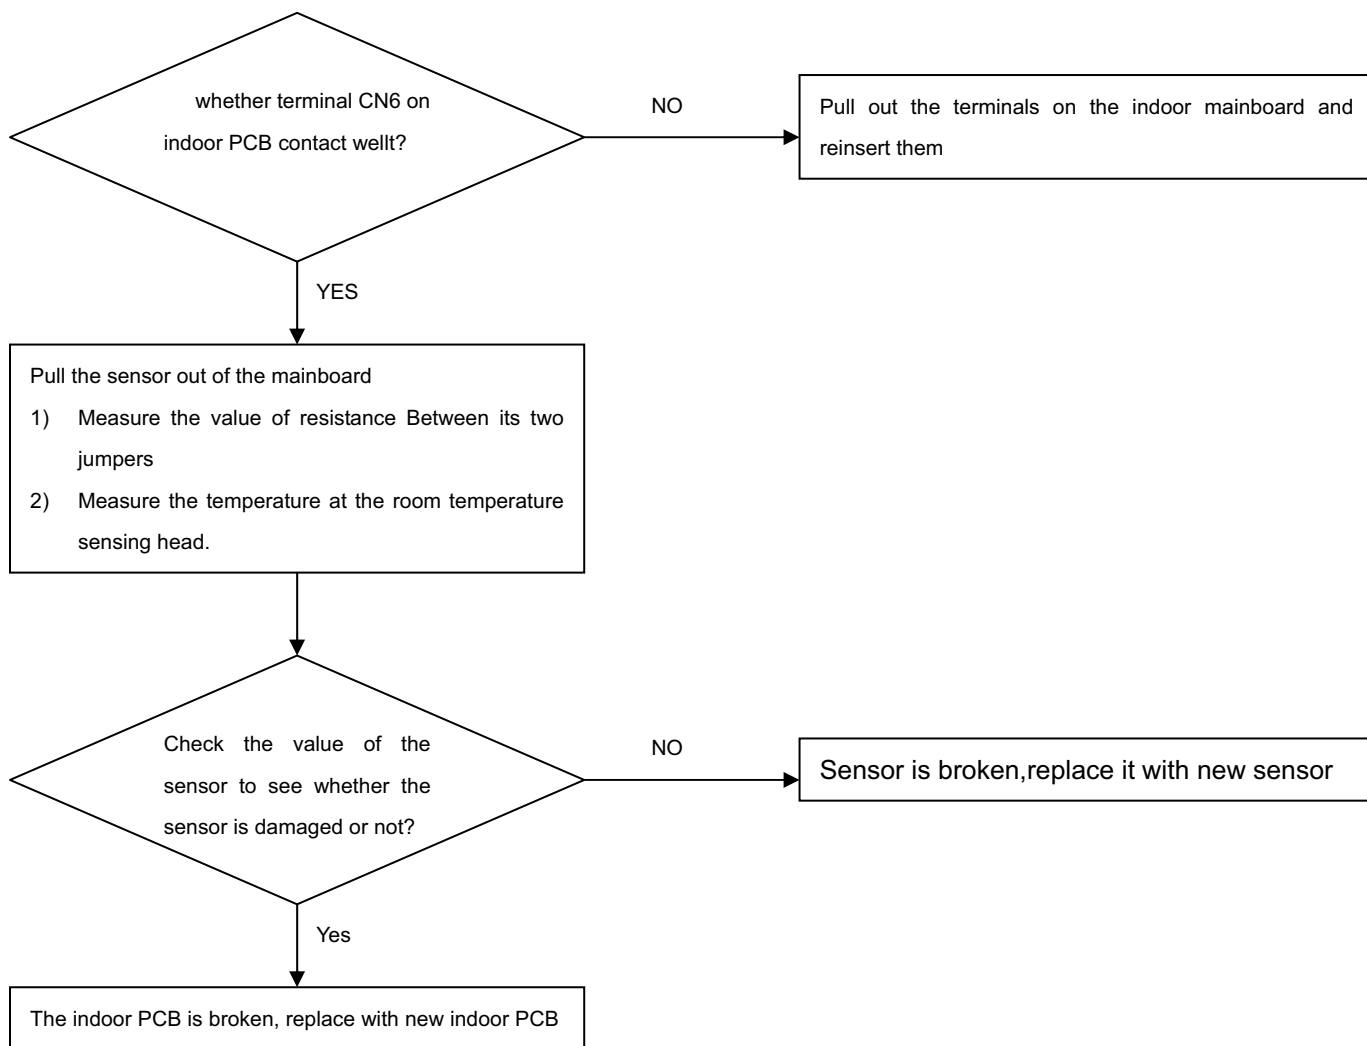 whether terminal CN6 on
indoor PCB contact wellt?
NO
Pull out the terminals on the indoor mainboard and
reinsert them
YES
Pull the sensor out of the mainboard
1) Measure the value of resistance Between its two
jumpers
2) Measure the temperature at the room temperature
sensing head.
Check the value of the
sensor to see whether the
sensor is damaged or not?
NO
Sensor is broken,replace it with new sensor
Yes
The indoor PCB is broken, replace with new indoor PCB